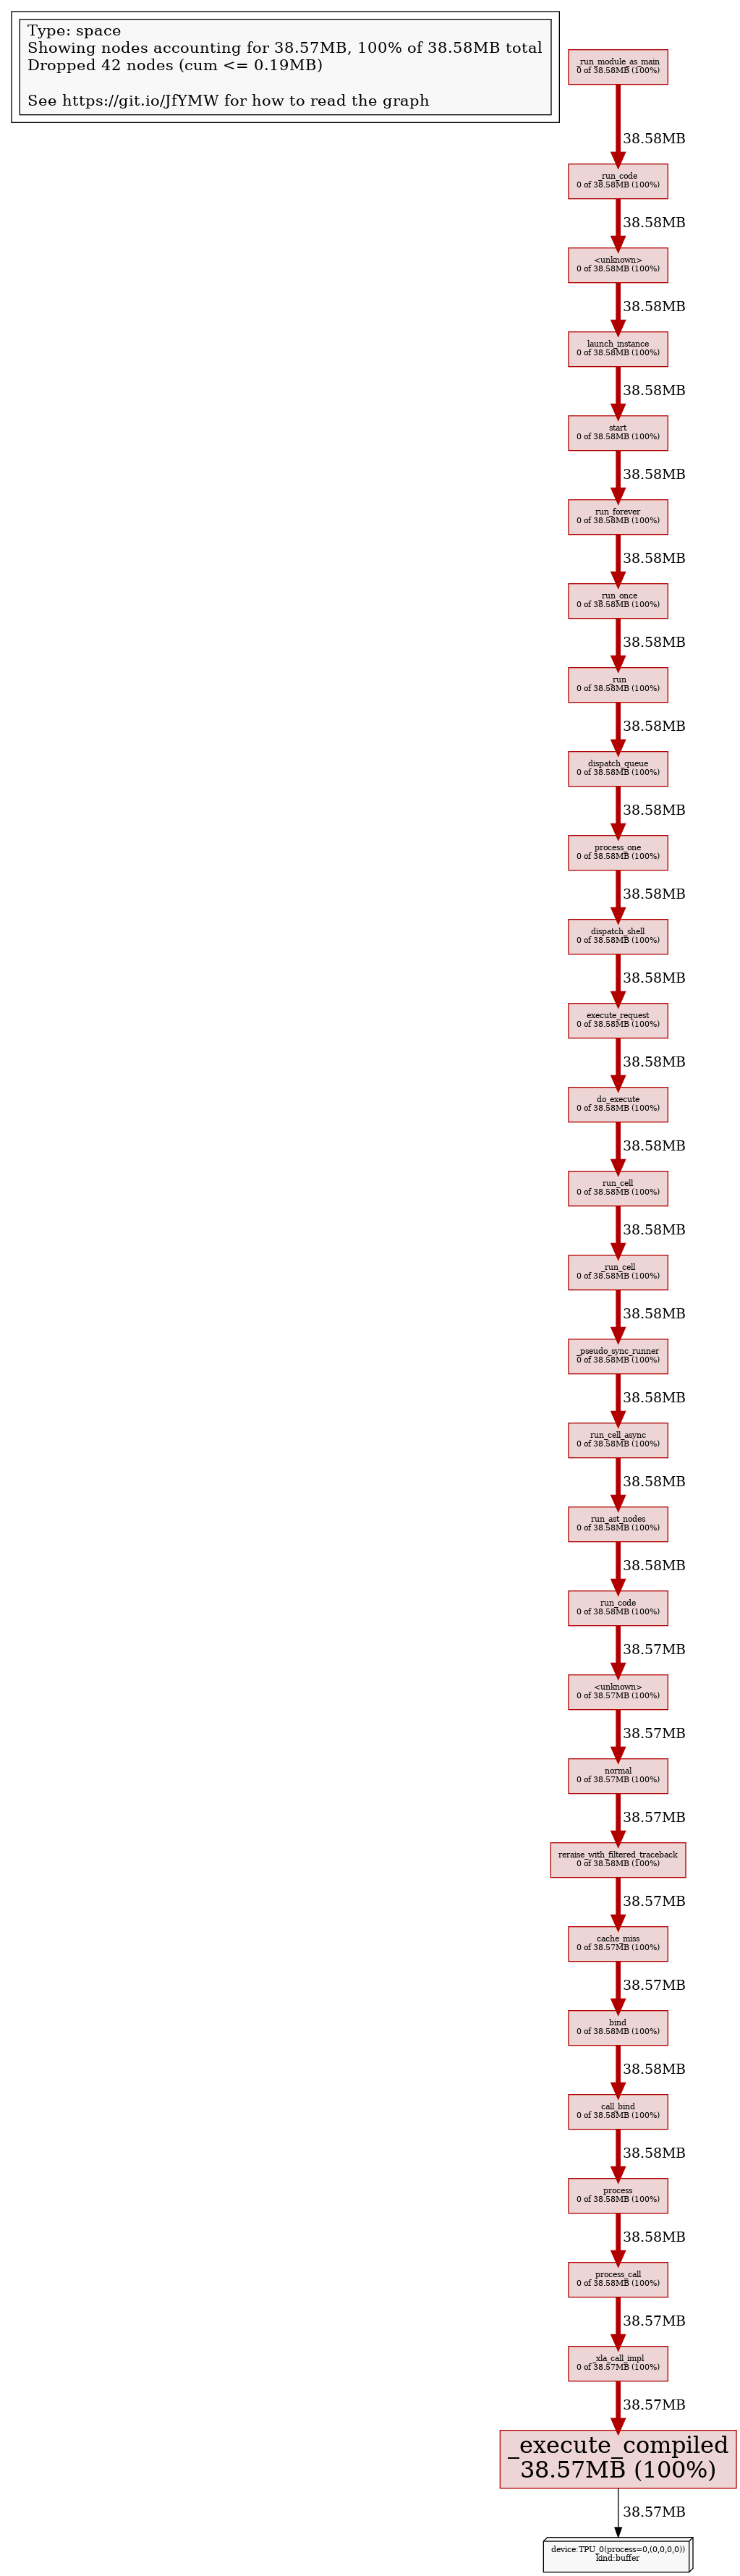 Type: space
Showing nodes accounting for 38.57MB, 100% of 38.58MB total
Dropped 42 nodes (cum <= 0.19MB)
See https://git.io/JfYMW for how to read the graph
_run_module_as_main
0 of 38.58MB (100%)
38.58MB
_run_code
0 of 38.58MB (100%)
38.58MB
<unknown>
0 of 38.58MB (100%)
38.58MB
launch_instance
0 of 38.58MB (100%)
38.58MB
start
0 of 38.58MB (100%)
38.58MB
run_forever
0 of 38.58MB (100%)
38.58MB
_run_once
0 of 38.58MB (100%)
38.58MB
_run
0 of 38.58MB (100%)
38.58MB
dispatch_queue
0 of 38.58MB (100%)
38.58MB
process_one
0 of 38.58MB (100%)
38.58MB
dispatch_shell
0 of 38.58MB (100%)
38.58MB
execute_request
0 of 38.58MB (100%)
38.58MB
do_execute
0 of 38.58MB (100%)
38.58MB
run_cell
0 of 38.58MB (100%)
38.58MB
_run_cell
0 of 38.58MB (100%)
38.58MB
_pseudo_sync_runner
0 of 38.58MB (100%)
38.58MB
run_cell_async
0 of 38.58MB (100%)
38.58MB
run_ast_nodes
0 of 38.58MB (100%)
38.58MB
run_code
0 of 38.58MB (100%)
38.57MB
<unknown>
0 of 38.57MB (100%)
38.57MB
normal
0 of 38.57MB (100%)
38.57MB
reraise_with_filtered_traceback
0 of 38.58MB (100%)
38.57MB
cache_miss
0 of 38.57MB (100%)
38.57MB
bind
0 of 38.58MB (100%)
38.58MB
call_bind
0 of 38.58MB (100%)
38.58MB
process
0 of 38.58MB (100%)
38.58MB
process_call
0 of 38.58MB (100%)
38.57MB
_xla_call_impl
0 of 38.57MB (100%)
38.57MB
_execute_compiled
38.57MB (100%)
38.57MB
device:TPU_0(process=0,(0,0,0,0))
kind:buffer